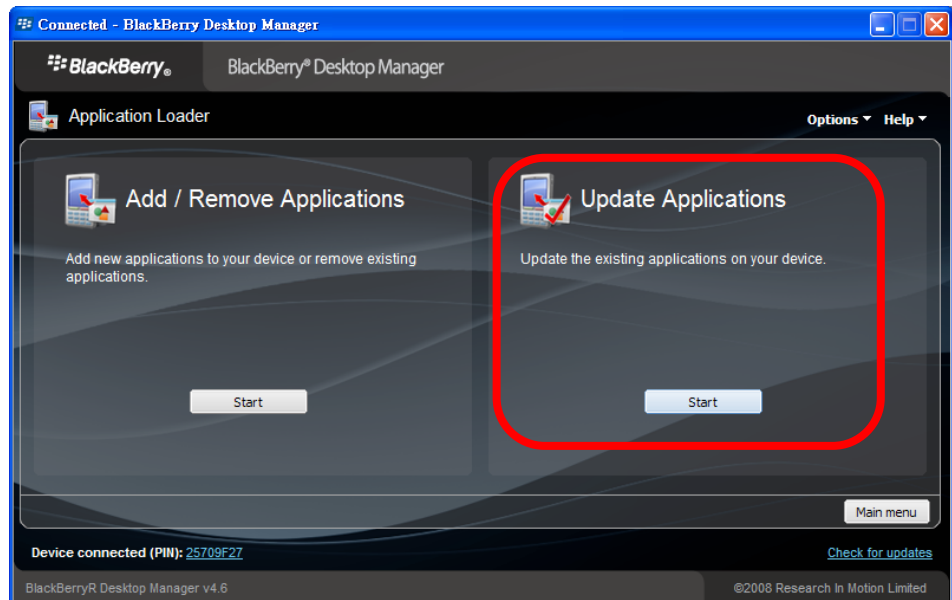 Connected - BlackBerry Desktop Manager
BlackBerry® BlackBerry® Desktop Manager
Application Loader
Options Help
Add / Remove Applications
Add new applications to your device or remove existing
applications.
Start
Update Applications
Update the existing applications on your device.
Start
Main menu
Device connected (PIN): 25709F27
Check for updates
BlackBerryR Desktop Manager v4.6
©2008 Research In Motion Limited